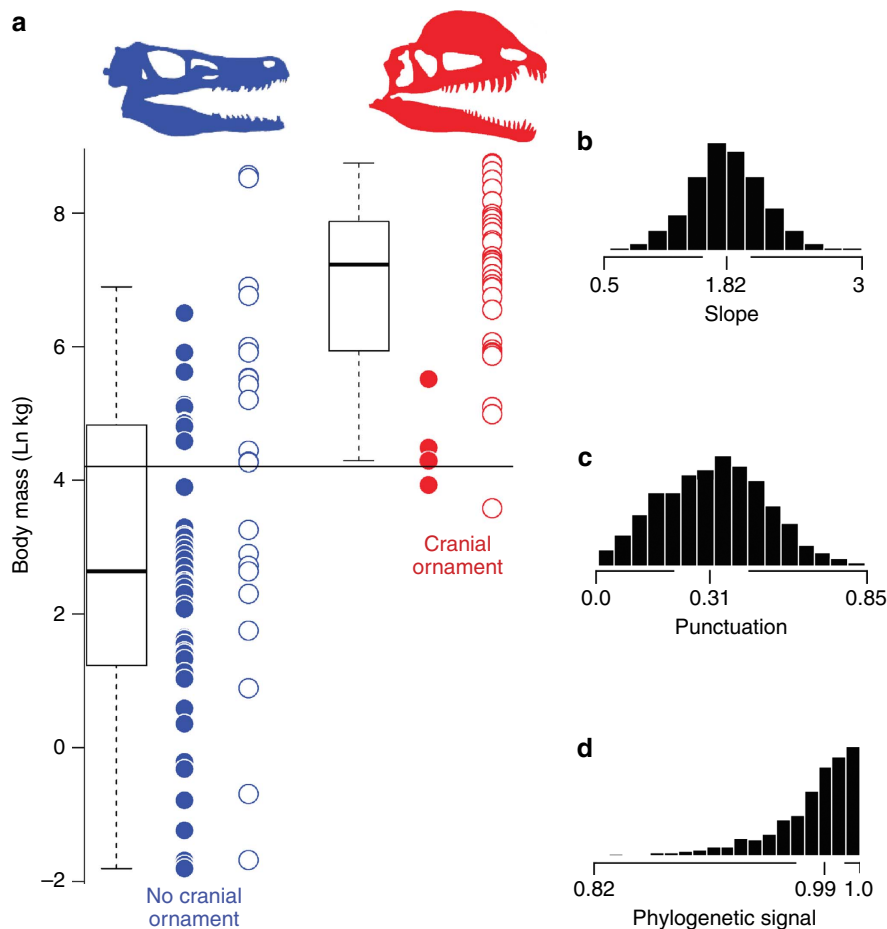 a
Body mass (Ln kg)
8
6
4
2
0
−2
No cranial
ornament
Cranial
ornament
b
0.5
1.82
3
Slope
c
0.0
0.31
0.85
Punctuation
d
0.82
0.99
1.0
Phylogenetic signal